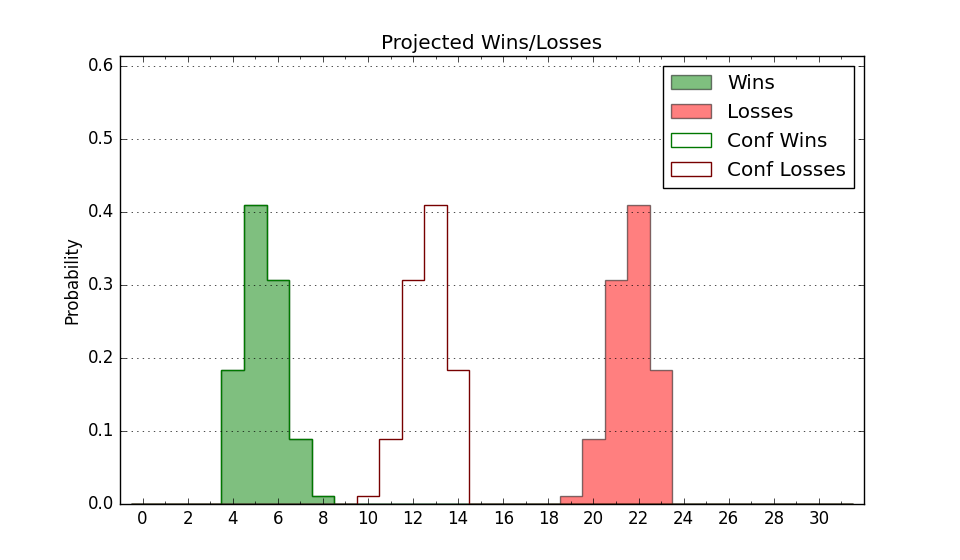 Projected Wins/Losses
Probability
0.6
0.5
0.4
0.3
0.2
0.1
0.0
0 2 4 6 8 10 12 14 16 18 20 22 24 26 28 30
Wins
Losses
Conf Wins
Conf Losses